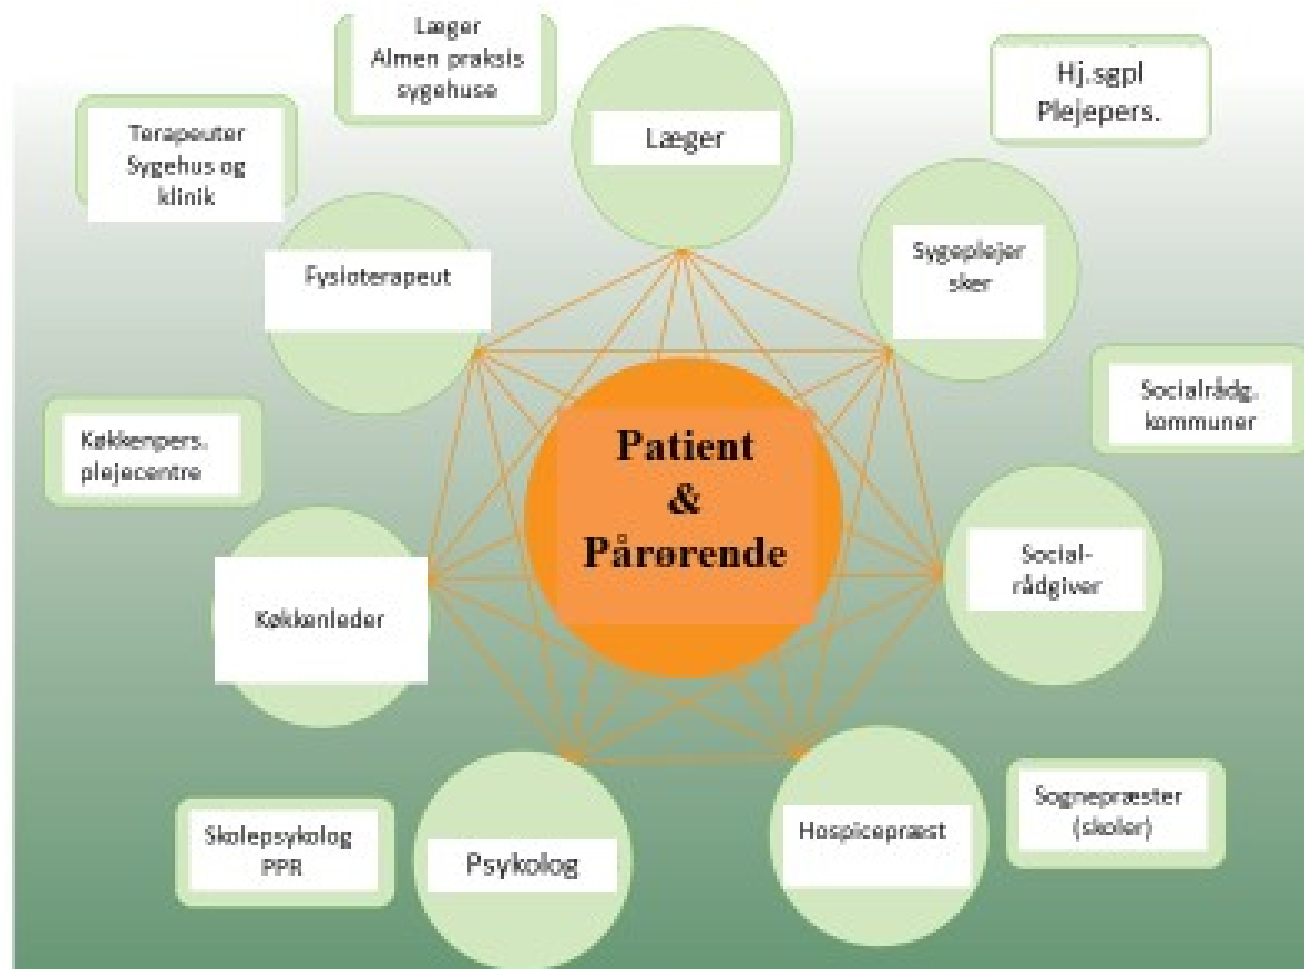 Læger
Almen praksis
sygehuse
Læger
Hj.sgpl
Plejepers.
Terapeuter
Sygehus og
klinik
Fysioterapeut
Sygeplejer
sker
Socialrådg.
kommuner
Køkkenpers.
plejecentre
Patient
&
Pårørende
Social-
rådgiver
Køkkenleder
Sognepræster
(skoler)
Hospicepræst
Skolepsykolog
PPR
Psykolog